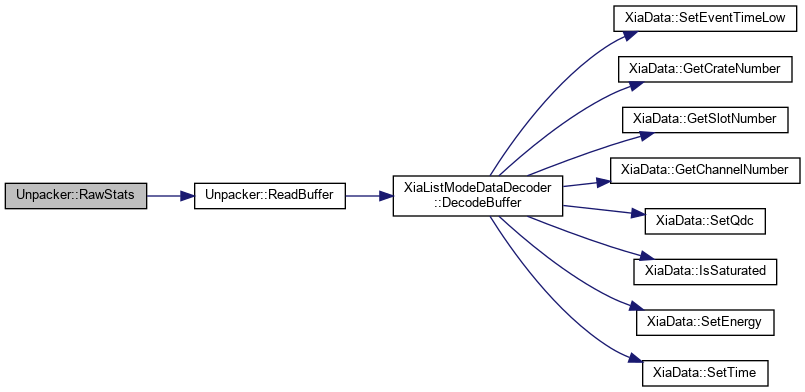 Unpacker::RawStats
Unpacker::ReadBuffer
XiaListModeDataDecoder
::DecodeBuffer
XiaData::SetEventTimeLow
XiaData::GetCrateNumber
XiaData::GetSlotNumber
XiaData::GetChannelNumber
XiaData::SetQdc
XiaData::IsSaturated
XiaData::SetEnergy
XiaData::SetTime